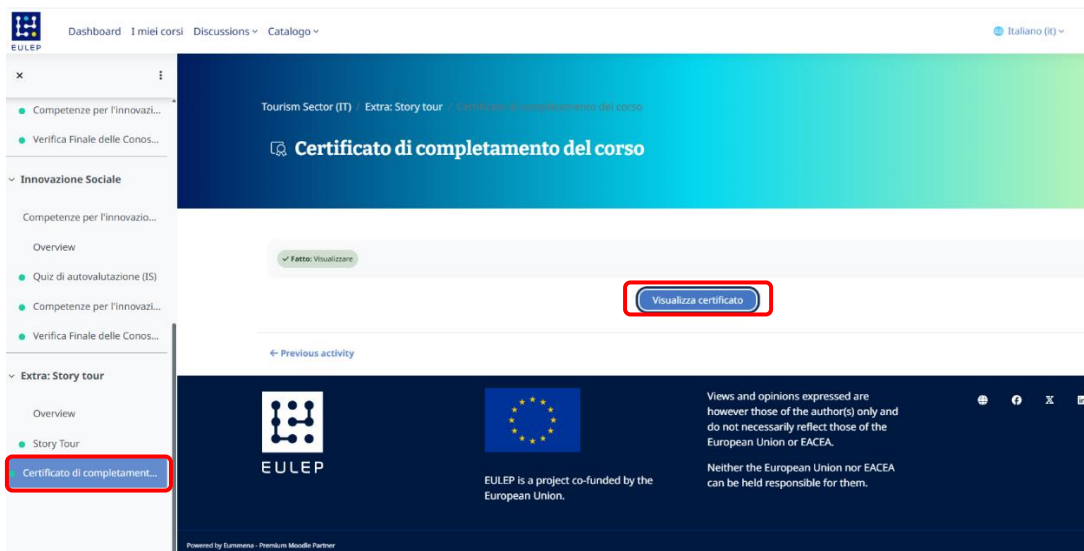 EULEP
Dashboard I miei corsi Discussions Catalogo
Italiano (it)
Competenze per l'innovazi...
Verifica Finale delle Conos...
Innovazione Sociale
Competenze per l'innovazio...
Overview
Quiz di autovalutazione (IS)
Competenze per l'innovazi...
Verifica Finale delle Conos...
Extra: Story tour
Overview
Story Tour
Certificato di completament...
Tourism Sector (IT) / Extra: Story tour / Certificato di completamento del corso
Certificato di completamento del corso
Fatto: Visualizzare
Visualizza certificato
← Previous activity
EULEP
EULEP is a project co-funded by the
European Union.
Views and opinions expressed are
however those of the author(s) only and
do not necessarily reflect those of the
European Union or EACEA.
Neither the European Union nor EACEA
can be held responsible for them.
Powered by Eummena - Premium Moodle Partner